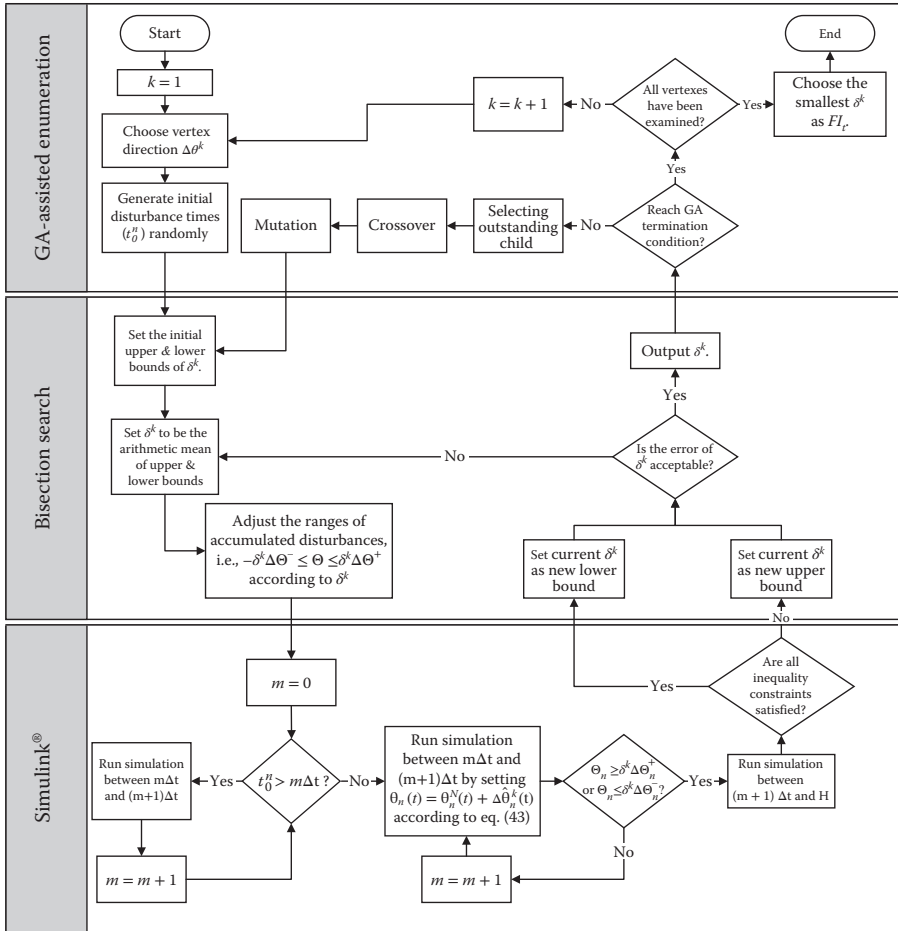 GA-assisted enumeration
Start
k = 1
Choose vertex
direction Δθ^k
Generate initial
disturbance times
(t_0^n) randomly
Mutation
Crossover
Selecting
outstanding
child
No
Reach GA
termination
condition?
Yes
k = k + 1
No
All vertexes
have been
examined?
Yes
Choose the
smallest δ^k
as FI_t.
End
Bisection search
Set the initial
upper & lower
bounds of δ^k.
Set δ^k to be the
arithmetic mean
of upper &
lower bounds
Adjust the ranges of
accumulated disturbances,
i.e., −δ^kΔΘ^− ≤ Θ ≤δ^kΔΘ^+
according to δ^k
No
Is the error of
δ^k acceptable?
Yes
Output δ^k.
Set current δ^k
as new lower
bound
Set current δ^k
as new upper
bound
No
Simulink®
m = 0
t_0^n > mΔt ?
Yes
Run simulation
between mΔt
and (m+1)Δt
m = m + 1
No
Run simulation
between mΔt and
(m+1)Δt by setting
θ_n(t) = θ_n^N(t) + Δθ̂_n^k(t)
according to eq. (43)
m = m + 1
Θ_n ≥δ^kΔΘ_n^+
or Θ_n≤δ^kΔΘ_n^−?
No
Yes
Run simulation
between
(m + 1) Δt and H
Are all
inequality
constraints
satisfied?
Yes